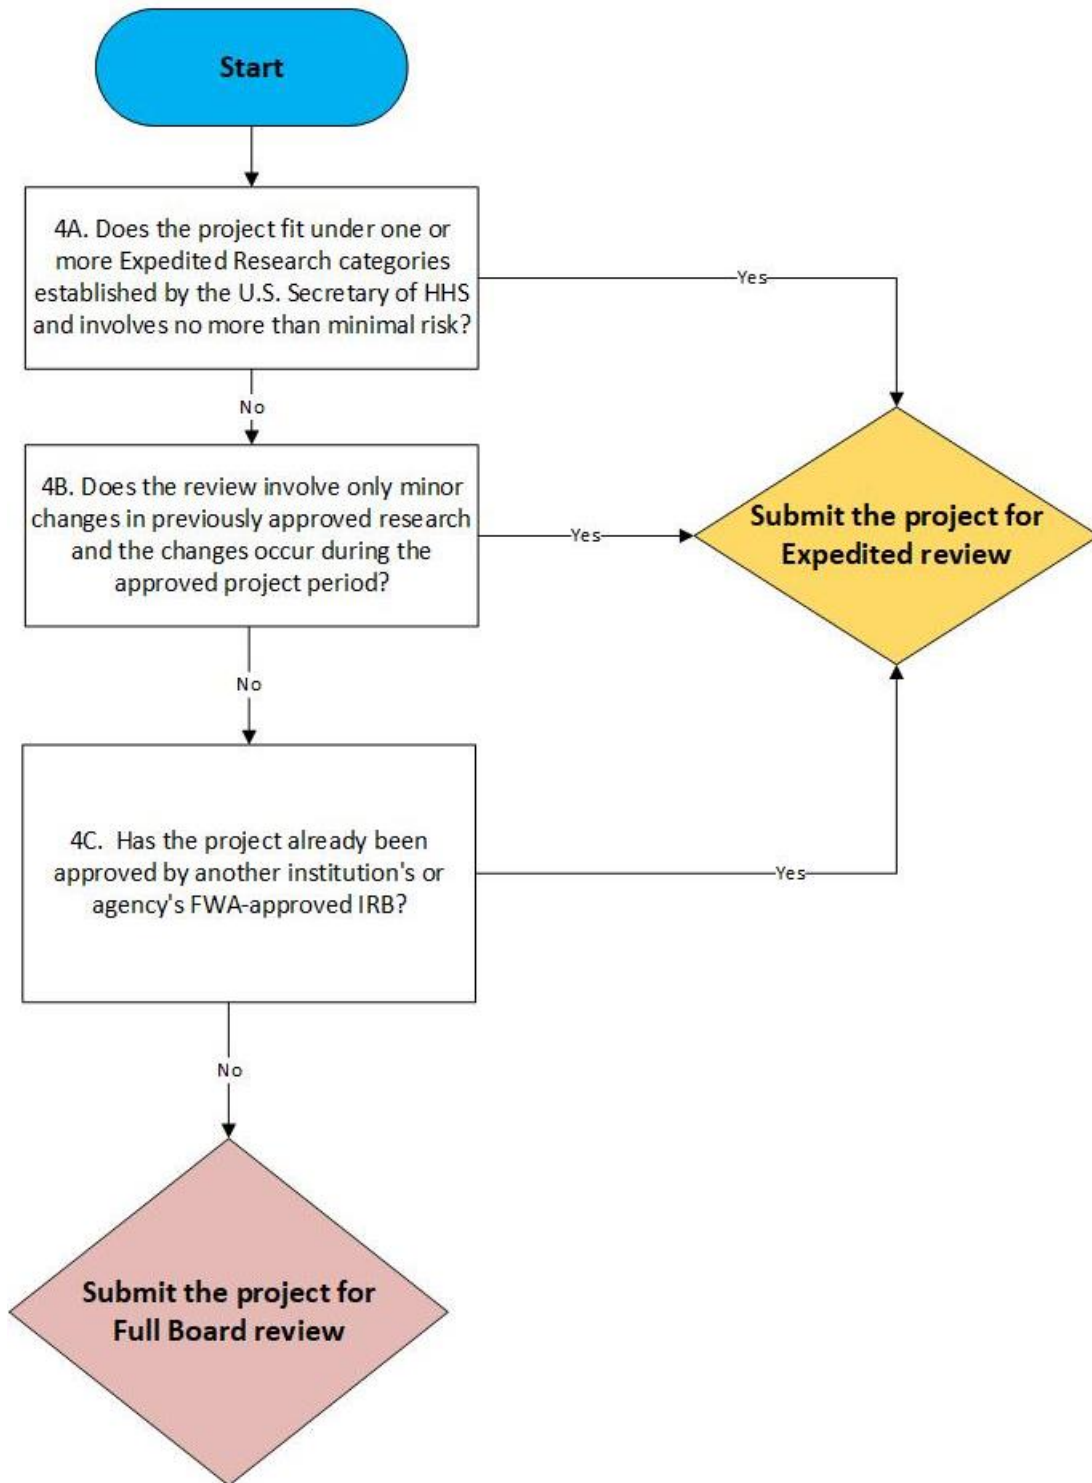 Start
4A. Does the project fit under one or
more Expedited Research categories
established by the U.S. Secretary of HHS
and involves no more than minimal risk?
Yes
No
4B. Does the review involve only minor
changes in previously approved research
and the changes occur during the
approved project period?
Yes
Submit the project for
Expedited review
No
4C.  Has the project already been
approved by another institution's or
agency's FWA-approved IRB?
Yes
No
Submit the project for
Full Board review